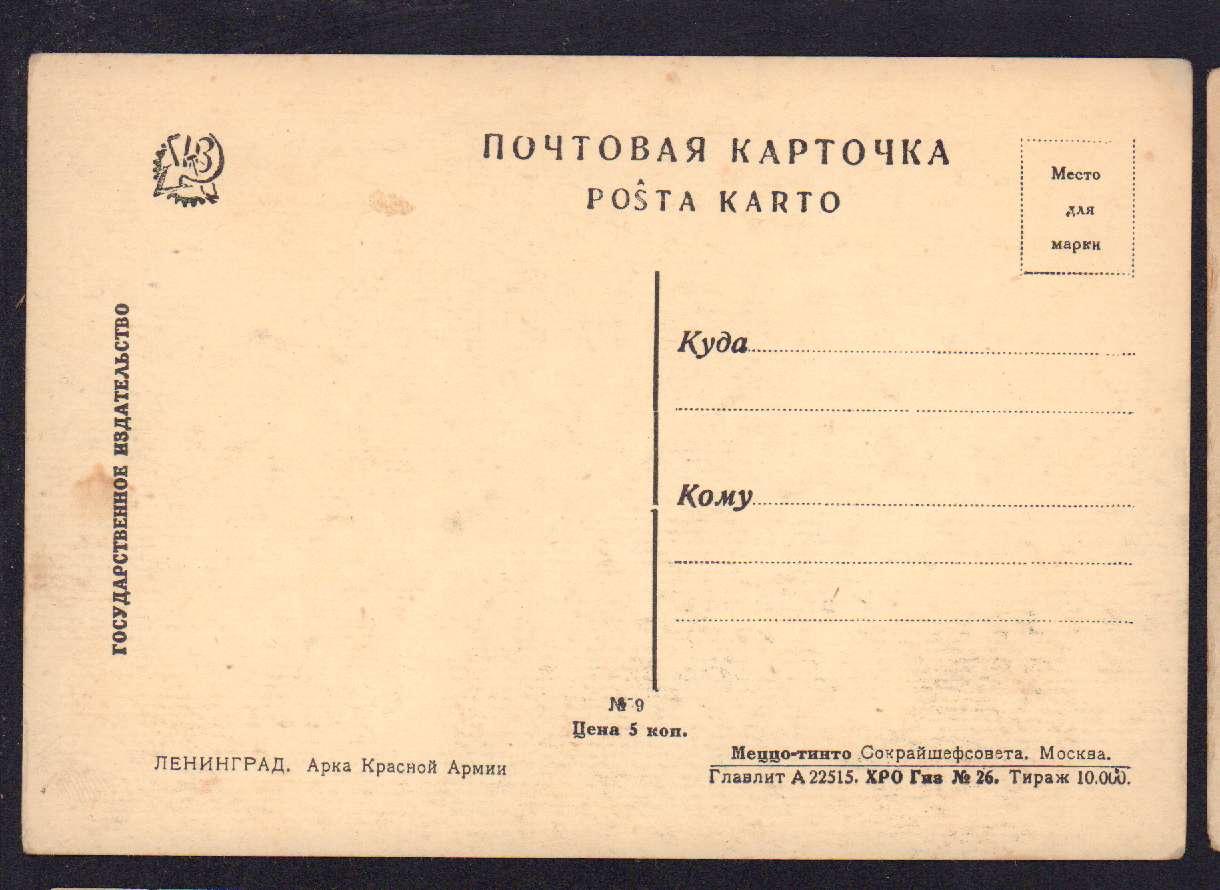 ГИЗ
ПОЧТОВАЯ КАРТОЧКА
POŜTA KARTO
Место
для
марки
ГОСУДАРСТВЕННОЕ ИЗДАТЕЛЬСТВО
Куда
Кому
№ 9
Цена 5 коп.
ЛЕНИНГРАД. Арка Красной Армии
Меццо-тинто Сокрайшефсовета, Москва.
Главлит А 22515. ХРО Гиз № 26. Тираж 10.000.